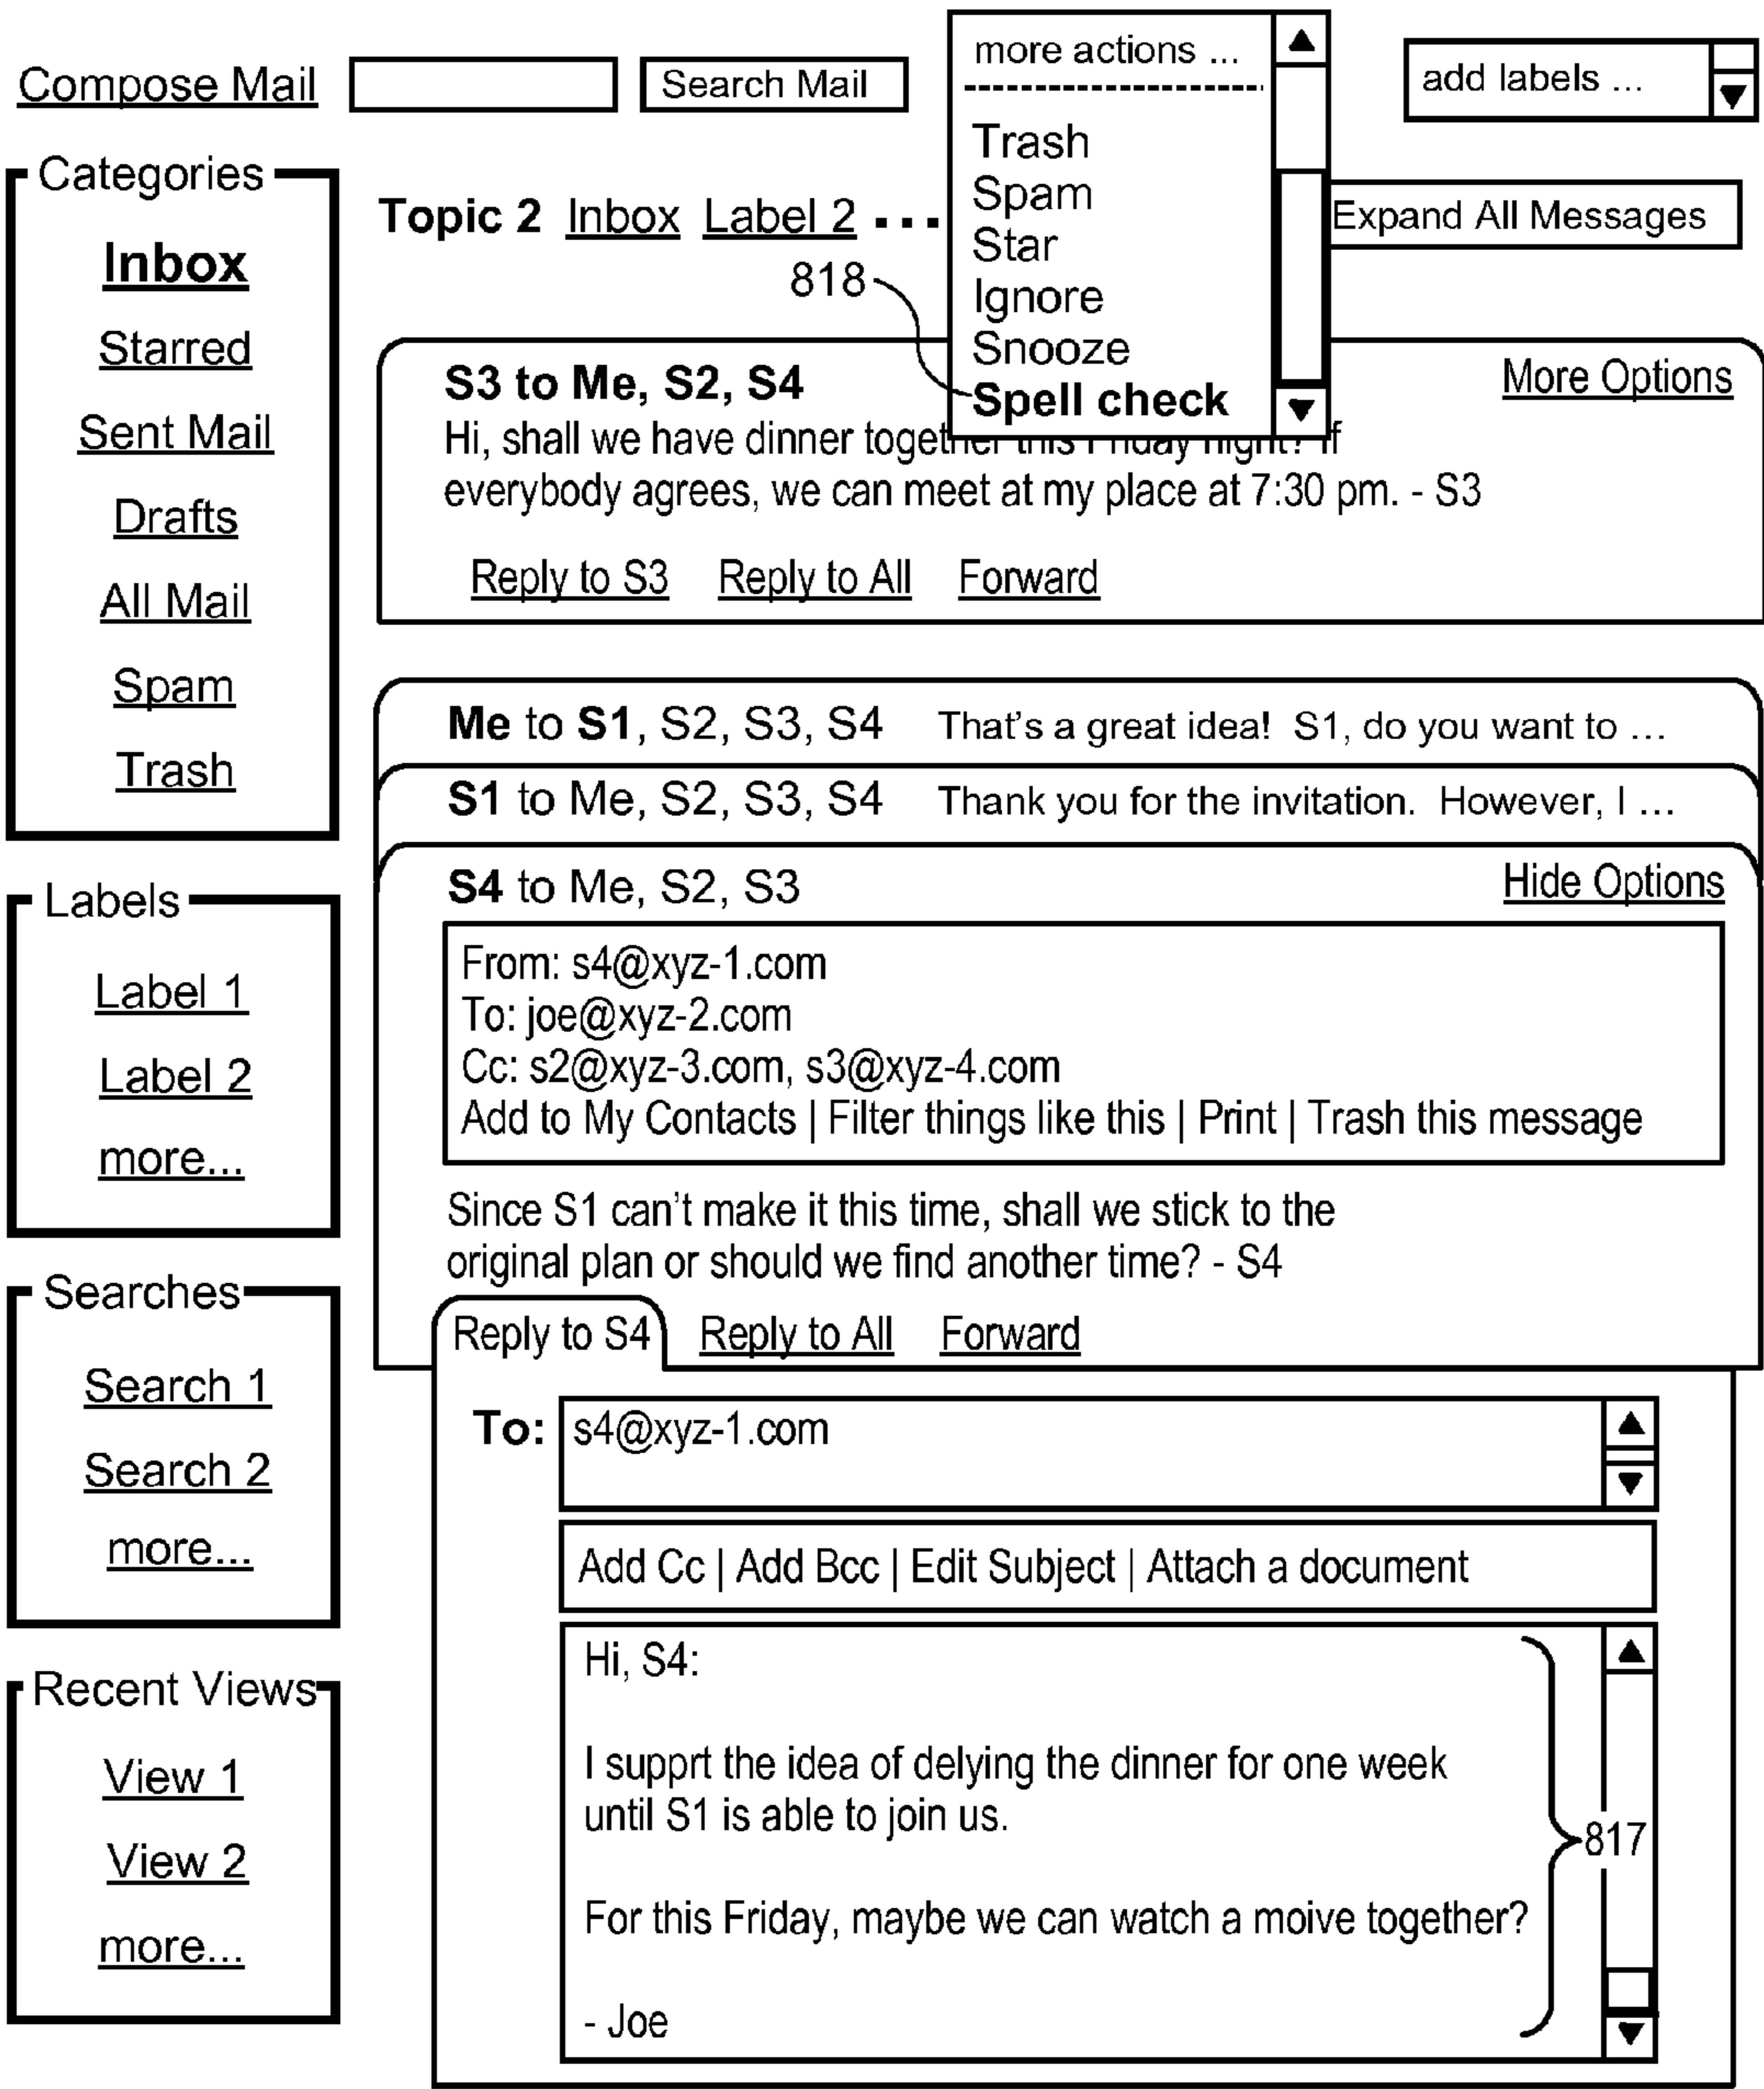 Compose Mail
Search Mail
more actions ...
Trash
Spam
Star
Ignore
Snooze
Spell check
818
add labels ...
Categories
Inbox
Starred
Sent Mail
Drafts
All Mail
Spam
Trash
Labels
Label 1
Label 2
more...
Searches
Search 1
Search 2
more...
Recent Views
View 1
View 2
more...
Topic 2 Inbox Label 2 ...
Expand All Messages
S3 to Me, S2, S4
More Options
Hi, shall we have dinner together this Friday night? If
everybody agrees, we can meet at my place at 7:30 pm. - S3
Reply to S3 Reply to All Forward
Me to S1, S2, S3, S4 That's a great idea! S1, do you want to ...
S1 to Me, S2, S3, S4 Thank you for the invitation. However, I ...
S4 to Me, S2, S3
Hide Options
From: s4@xyz-1.com
To: joe@xyz-2.com
Cc: s2@xyz-3.com, s3@xyz-4.com
Add to My Contacts | Filter things like this | Print | Trash this message
Since S1 can't make it this time, shall we stick to the
original plan or should we find another time? - S4
Reply to S4 Reply to All Forward
To: s4@xyz-1.com
Add Cc | Add Bcc | Edit Subject | Attach a document
Hi, S4:
I supprt the idea of delying the dinner for one week
until S1 is able to join us.
For this Friday, maybe we can watch a moive together?
- Joe
817